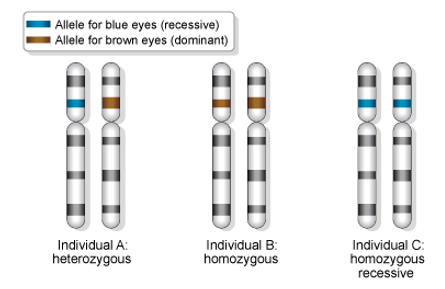 Allele for blue eyes (recessive)
Allele for brown eyes (dominant)
Individual A:
heterozygous
Individual B:
homozygous
Individual C:
homozygous
recessive